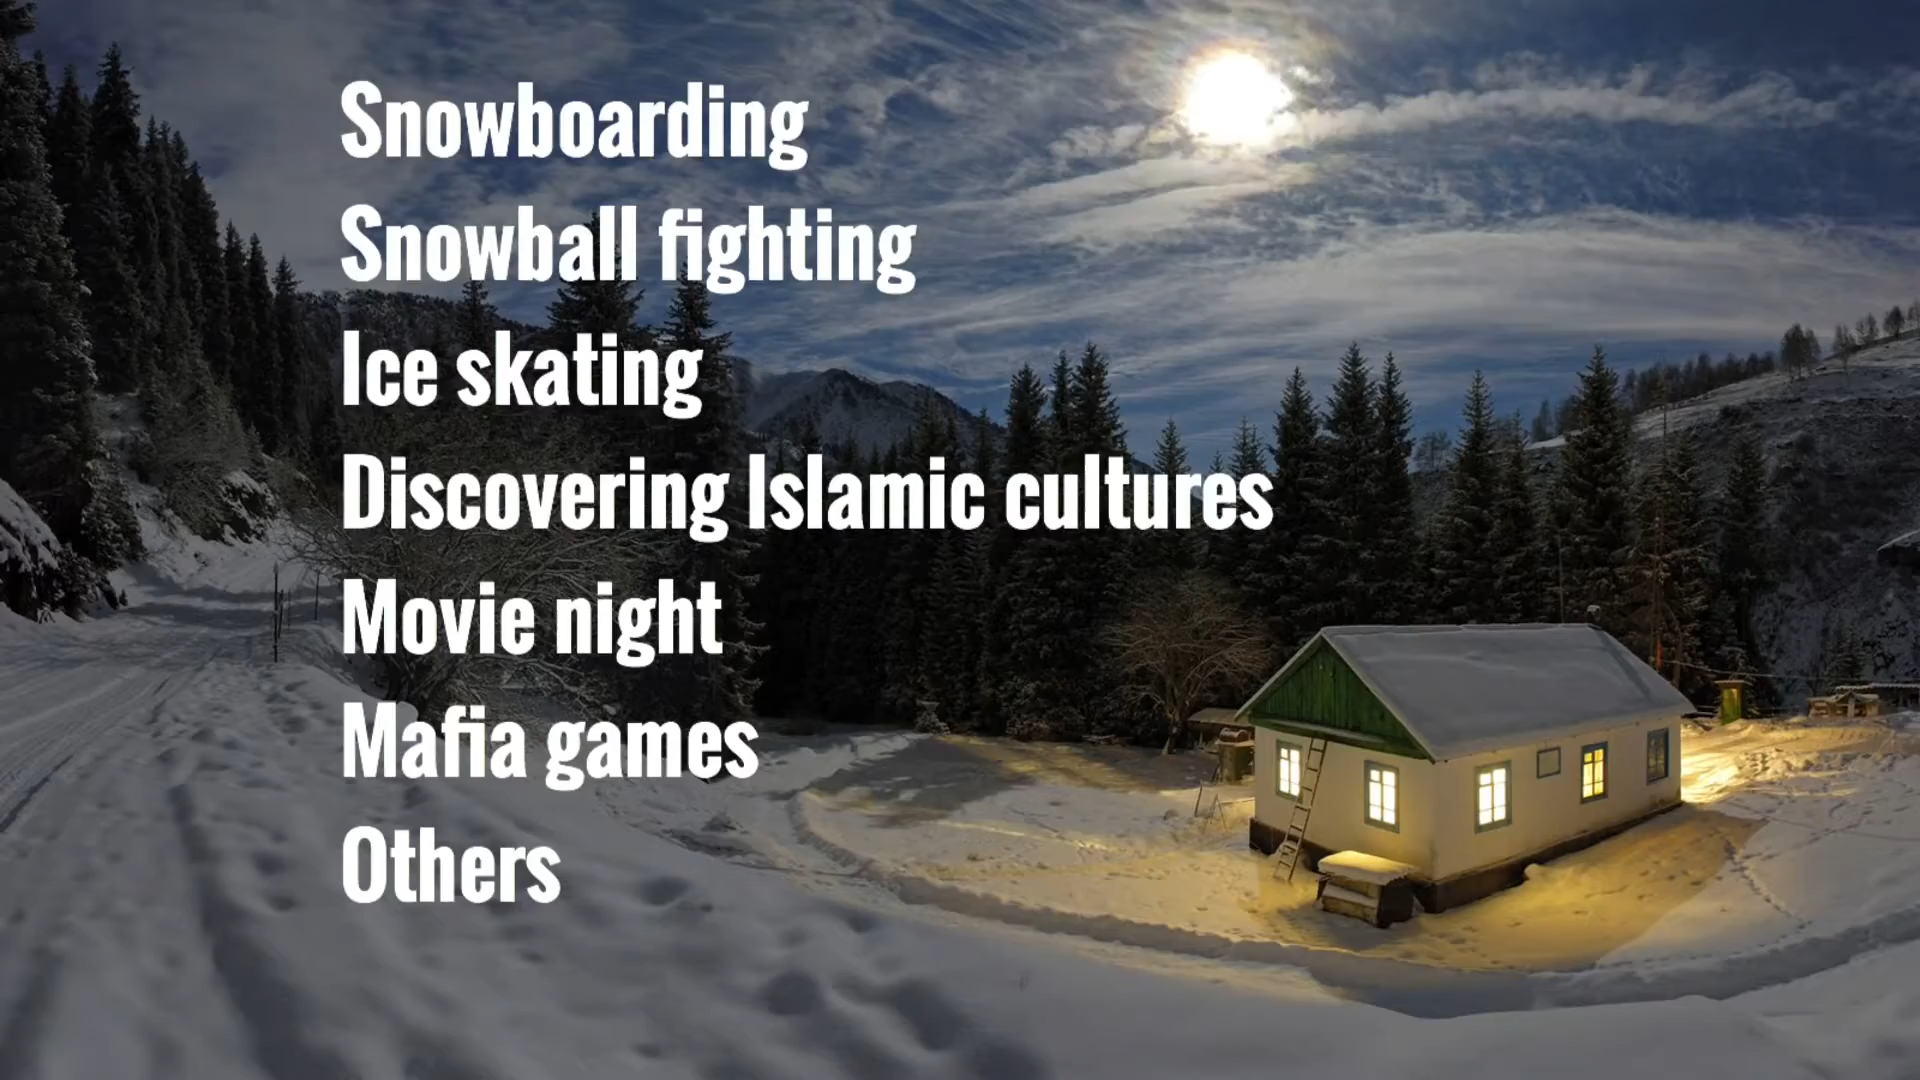 Snowboarding
Snowball fighting
Ice skating
Discovering Islamic cultures
Movie night
Mafia games
Others